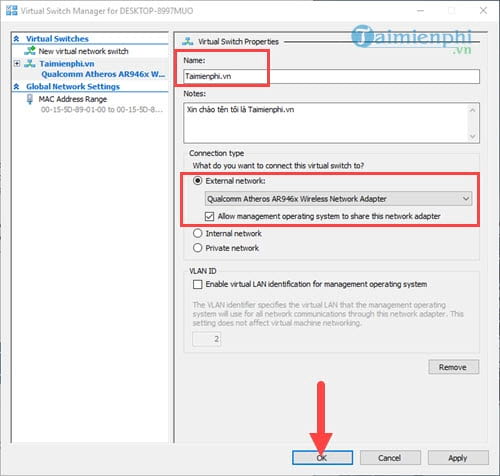 Virtual Switch Manager for DESKTOP-8997MUO
Virtual Switches
New virtual network switch
Taimienphi.vn
Qualcomm Atheros AR946x W...
Global Network Settings
MAC Address Range
00-15-5D-89-01-00 to 00-15-5D-8...
Virtual Switch Properties
Taimienphi
.vn
Name:
Taimienphi.vn
Notes:
Xin chào tên tôi là Taimienphi.vn
Connection type
What do you want to connect this virtual switch to?
External network:
Qualcomm Atheros AR946x Wireless Network Adapter
Allow management operating system to share this network adapter
Internal network
Private network
VLAN ID
Enable virtual LAN identification for management operating system
The VLAN identifier specifies the virtual LAN that the management operating
system will use for all network communications through this network adapter. This
setting does not affect virtual machine networking.
2
Remove
OK
Cancel
Apply